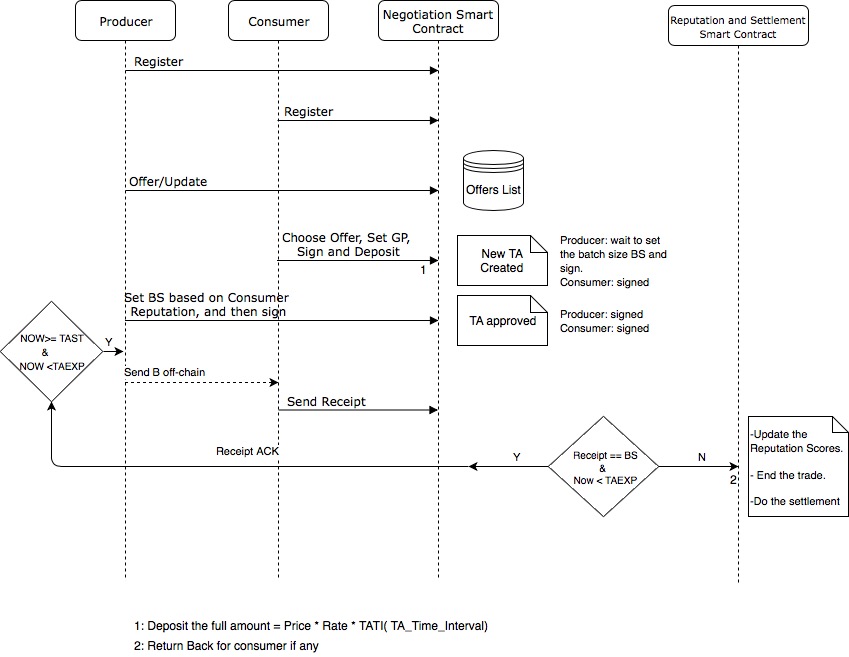 Producer
Consumer
Negotiation Smart
Contract
Reputation and Settlement
Smart Contract
Register
Register
Offer/Update
Offers List
Choose Offer, Set GP,
Sign and Deposit
1
New TA
Created
Producer: wait to set
the batch size BS and
sign.
Consumer: signed
Set BS based on Consumer
Reputation, and then sign
TA approved
Producer: signed
Consumer: signed
NOW>= TAST
&
NOW <TAEXP
Y
Send B off-chain
Send Receipt
Receipt ACK
Y
Receipt == BS
&
Now < TAEXP
N
2
-Update the
Reputation Scores.
- End the trade.
-Do the settlement
1: Deposit the full amount = Price * Rate * TATI( TA_Time_Interval)
2: Return Back for consumer if any